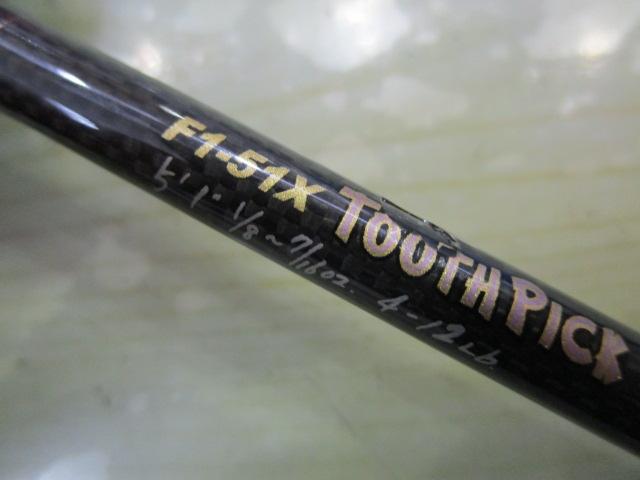 F1-51X TOOTHPICK
5'1" 1/8~7/16oz. 4-12Lb